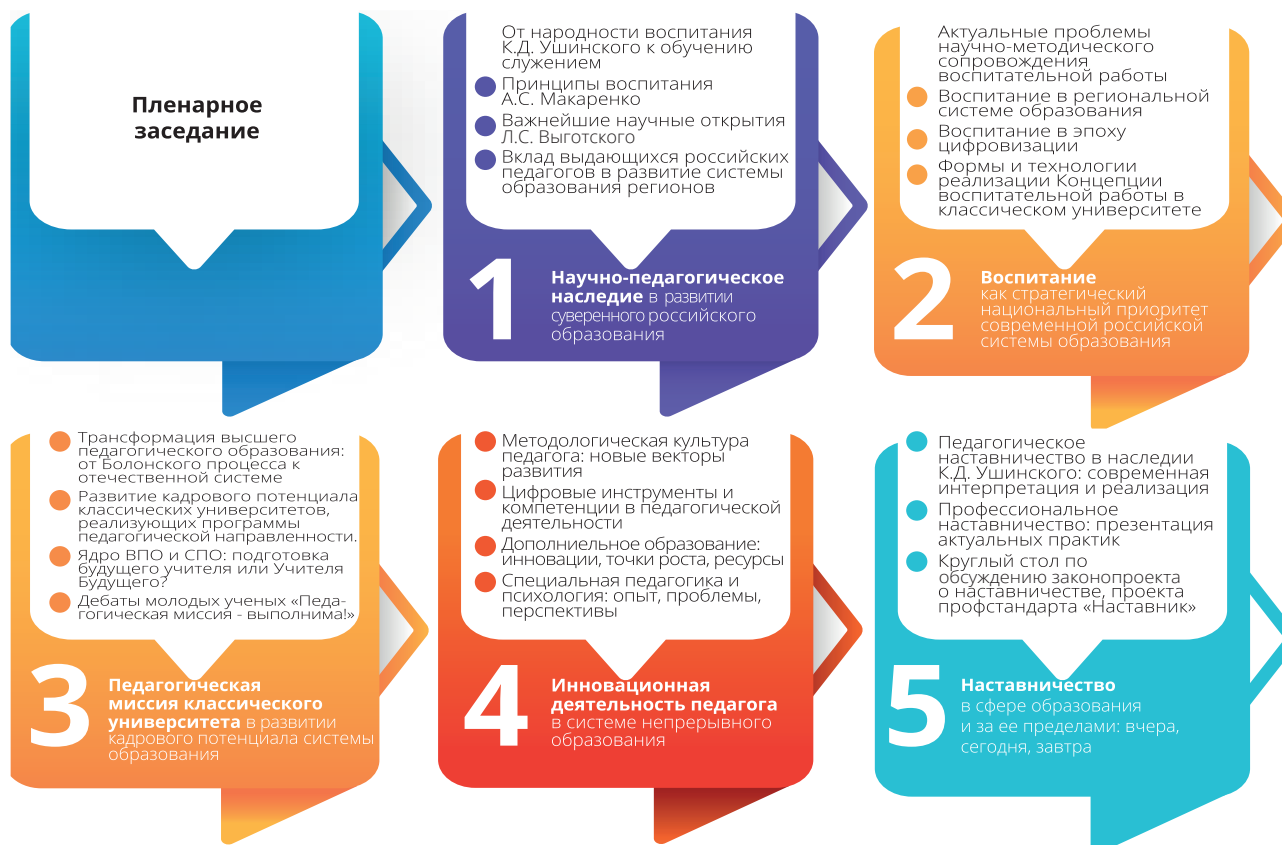 Пленарное
заседание
От народности воспитания
К.Д. Ушинского к обучению
служением
Принципы воспитания
А.С. Макаренко
Важнейшие научные открытия
Л.С. Выготского
Вклад выдающихся российских
педагогов в развитие системы
образования регионов
1
Научно-педагогическое
наследие в развитии
суверенного российского
образования
Актуальные проблемы
научно-методического
сопровождения
воспитательной работы
Воспитание в региональной
системе образования
Воспитание в эпоху
цифровизации
Формы и технологии
реализации Концепции
воспитательной работы в
классическом университете
2
Воспитание
как стратегический
национальный приоритет
современной российской
системы образования
Трансформация высшего
педагогического образования:
от Болонского процесса к
отечественной системе
Развитие кадрового потенциала
классических университетов,
реализующих программы
педагогической направленности.
Ядро ВПО и СПО: подготовка
будущего учителя или Учителя
Будущего?
Дебаты молодых ученых «Педа-
гогическая миссия - выполнима!»
3
Педагогическая
миссия классического
университета в развитии
кадрового потенциала системы
образования
Методологическая культура
педагога: новые векторы
развития
Цифровые инструменты и
компетенции в педагогической
деятельности
Дополниельное образование:
инновации, точки роста, ресурсы
Специальная педагогика и
психология: опыт, проблемы,
перспективы
4
Инновационная
деятельность педагога
в системе непрерывного
образования
Педагогическое
наставничество в наследии
К.Д. Ушинского: современная
интерпретация и реализация
Профессиональное
наставничество: презентация
актуальных практик
Круглый стол по
обсуждению законопроекта
о наставничестве, проекта
профстандарта «Наставник»
5
Наставничество
в сфере образования
и за ее пределами: вчера,
сегодня, завтра